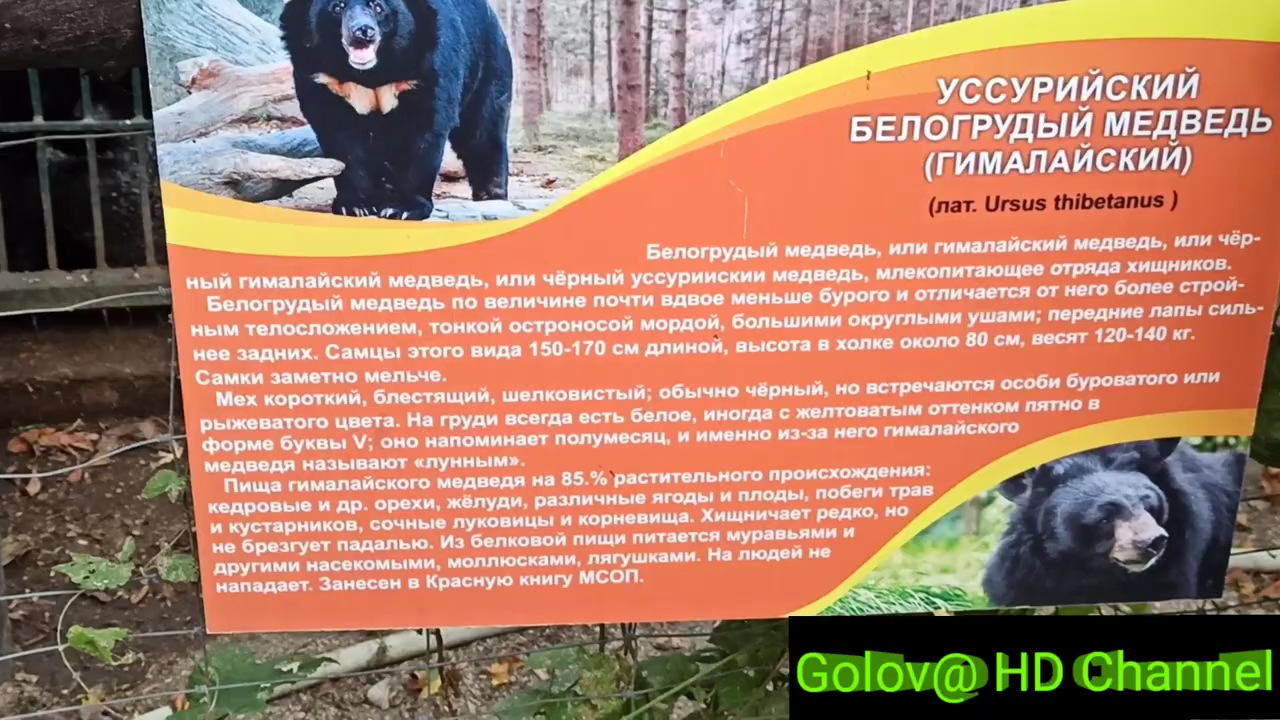 УССУРИЙСКИЙ
БЕЛОГРУДЫЙ МЕДВЕДЬ
(ГИМАЛАЙСКИЙ)
(лат. Ursus thibetanus )
Белогрудый медведь, или гималайский медведь, или чёр-
ный гималайский медведь, или чёрный уссуриискии медведь, млекопитающее отряда хищников.
Белогрудый медведь по величине почти вдвое меньше бурого и отличается от него более строй-
ным телосложением, тонкой остроносой мордой, большими округлыми ушами; передние лапы силь-
нее задних. Самцы этого вида 150-170 см длиной, высота в холке около 80 см, весят 120-140 кг.
Самки заметно мельче.
Мех короткий, блестящий, шелковистый; обычно чёрный, но встречаются особи буроватого или
рыжеватого цвета. На груди всегда есть белое, иногда с желтоватым оттенком пятно в
форме буквы V; оно напоминает полумесяц, и именно из-за него гималайского
медведя называют «лунным».
Пища гималайского медведя на 85.% растительного происхождения:
кедровые и др. орехи, жёлуди, различные ягоды и плоды, побеги трав
и кустарников, сочные луковицы и корневища. Хищничает редко, но
не брезгует падалью. Из белковой пищи питается муравьями и
другими насекомыми, моллюсками, лягушками. На людей не
нападает. Занесен в Красную книгу МСОП.
Golov@ HD Channel